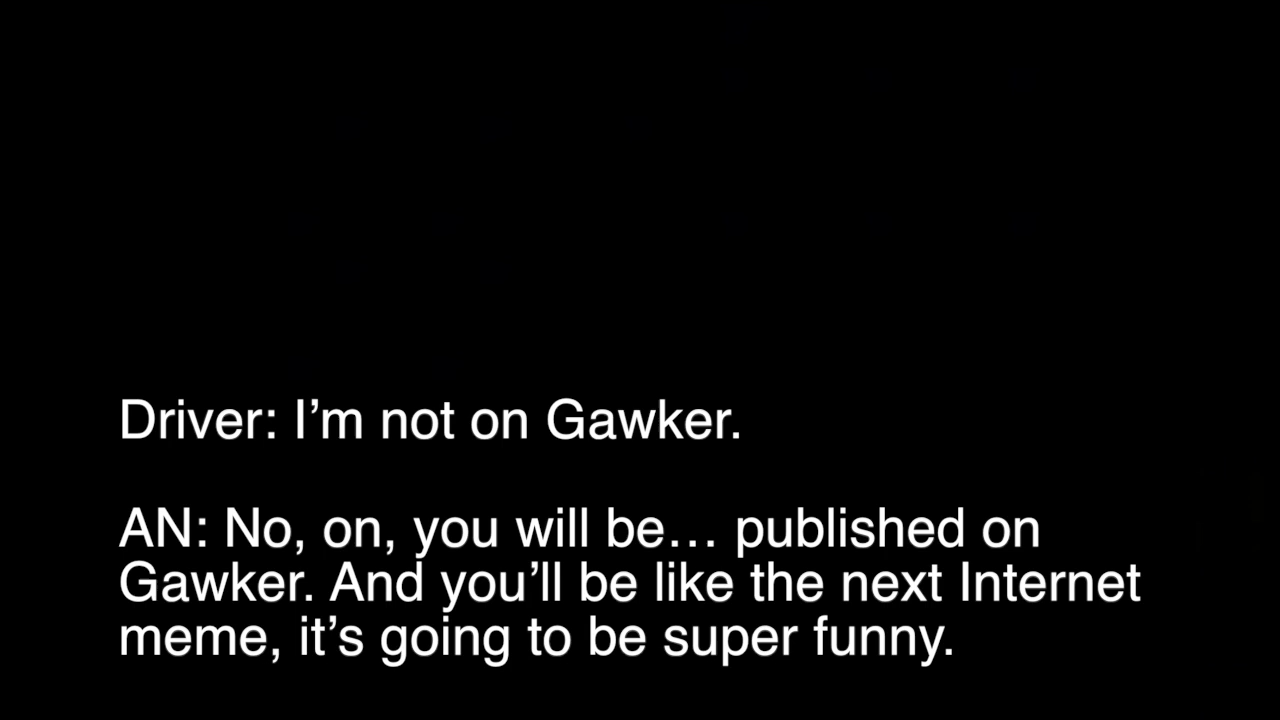 Driver: I’m not on Gawker.
AN: No, on, you will be… published on
Gawker. And you’ll be like the next Internet
meme, it’s going to be super funny.